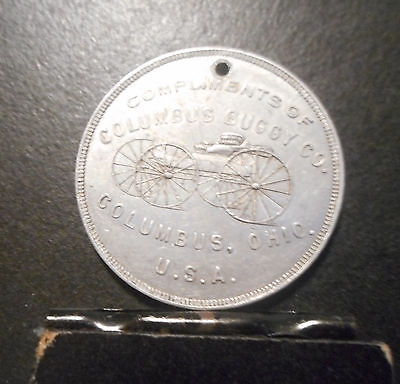 COMPLIMENTS OF
COLUMBUS BUGGY CO.
COLUMBUS, OHIO.
U.S.A.